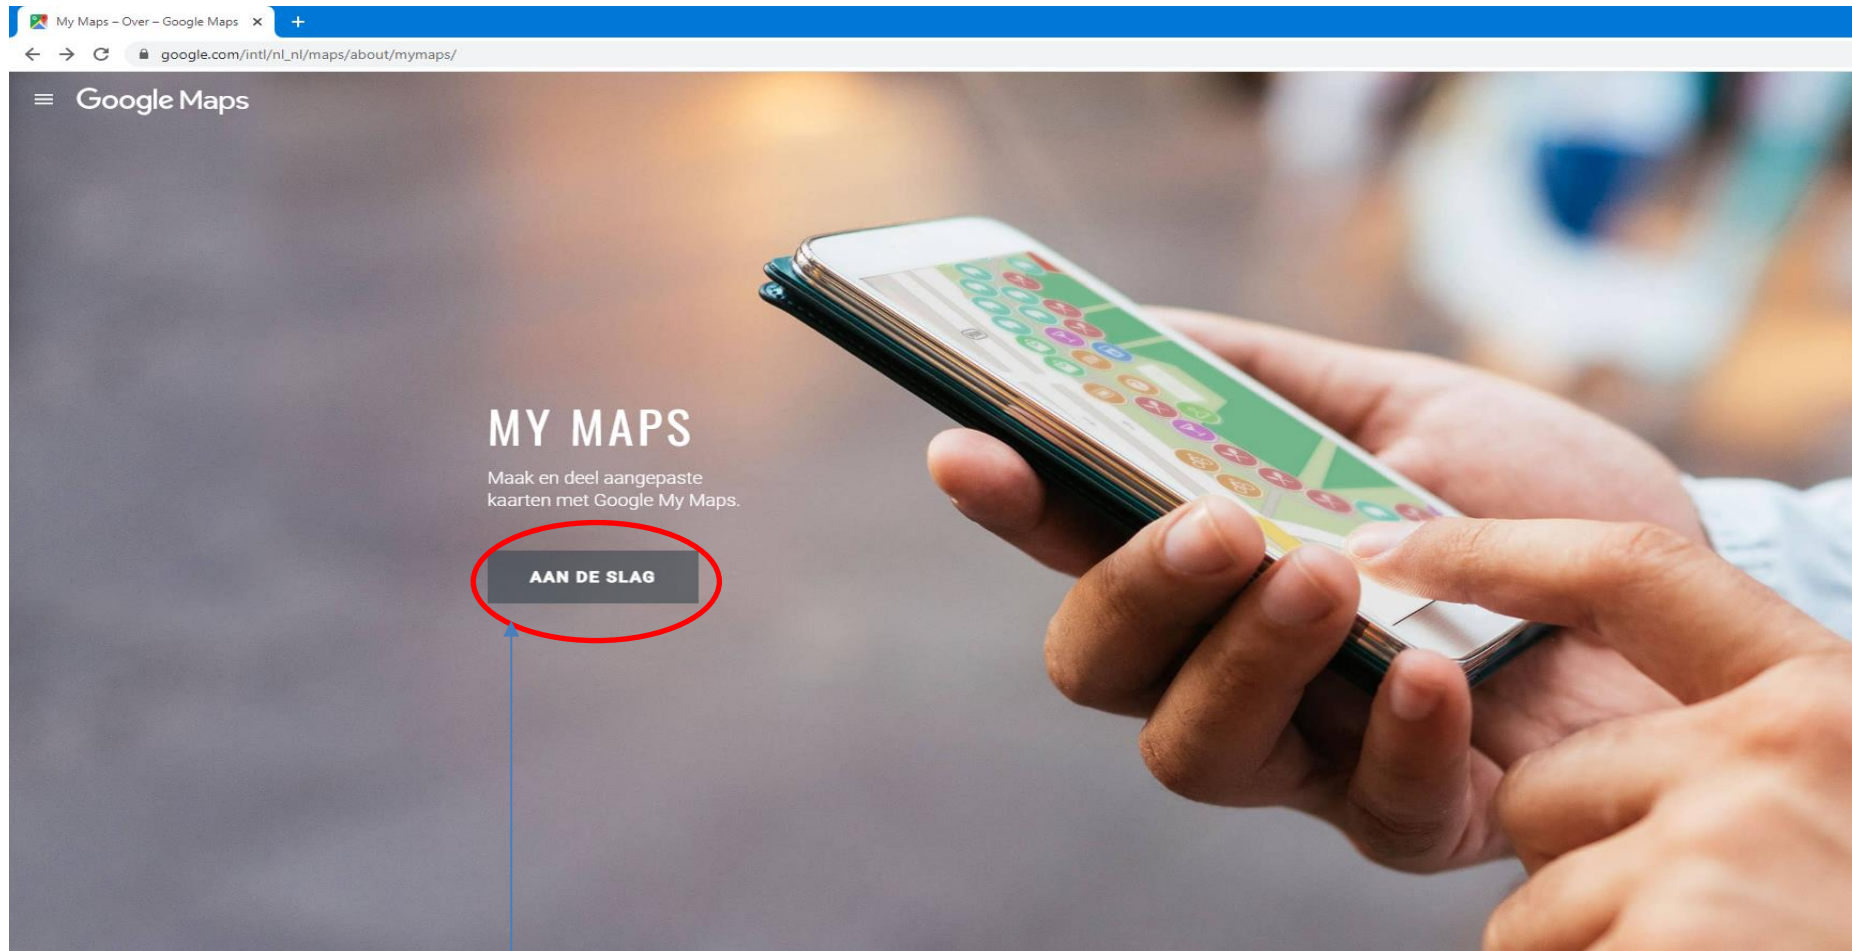 My Maps – Over – Google Maps
google.com/intl/nl_nl/maps/about/mymaps/
Google Maps
MY MAPS
Maak en deel aangepaste
kaarten met Google My Maps.
AAN DE SLAG